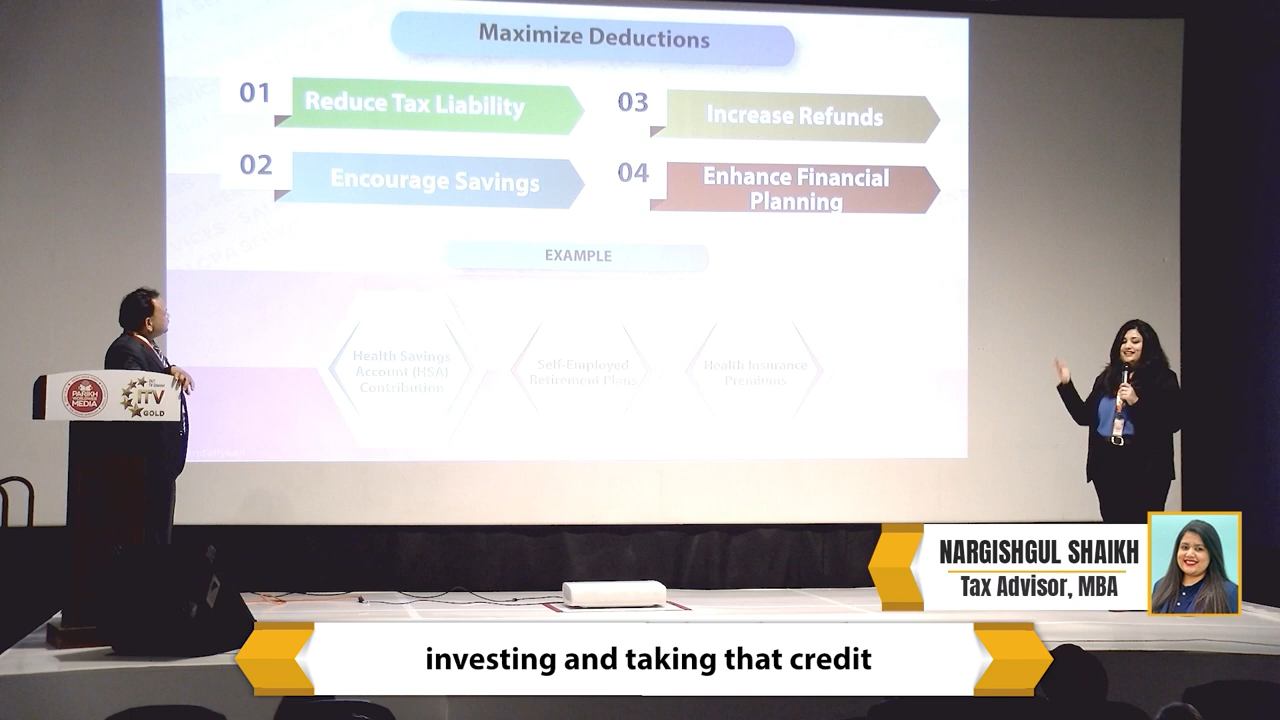 Maximize Deductions
01
Reduce Tax Liability
03
Increase Refunds
02
Encourage Savings
04
Enhance Financial
Planning
EXAMPLE
Health Savings
Account (HSA)
Contribution
Self-Employed
Retirement Plans
Health Insurance
Premiums
PARIKH
WORLDWIDE
MEDIA
ITV
GOLD
NARGISHGUL SHAIKH
Tax Advisor, MBA
investing and taking that credit